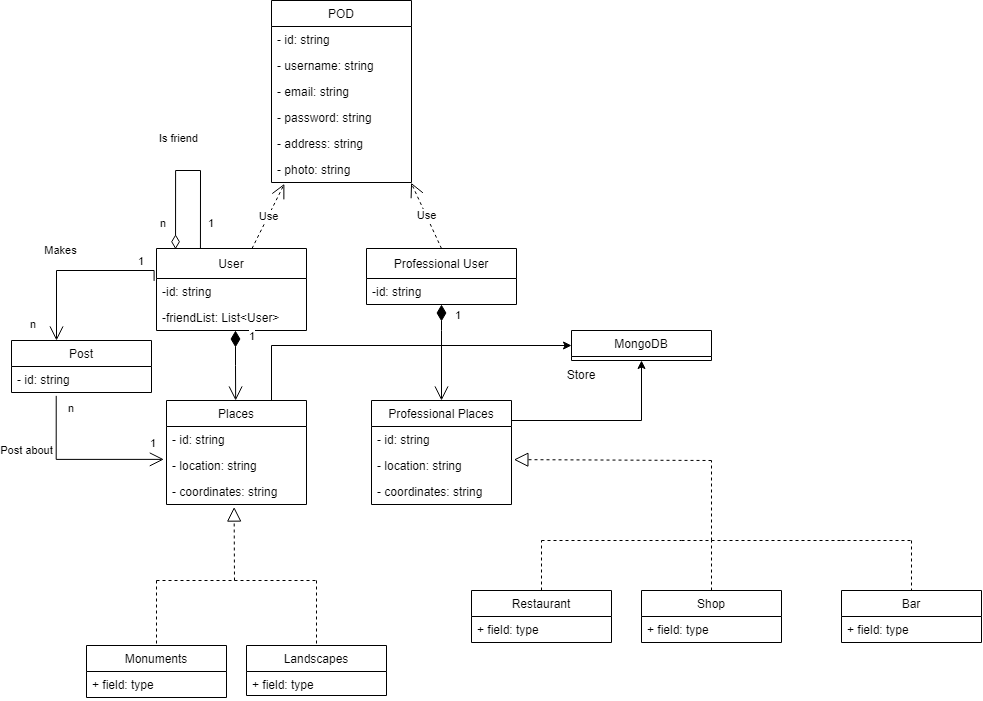 POD
- id: string
- username: string
- email: string
- password: string
- address: string
- photo: string
Is friend
n
1
Use
Use
Makes
1
n
User
-id: string
-friendList: List<User>
1
Professional User
-id: string
1
Post
- id: string
n
Post about
1
MongoDB
Store
Places
- id: string
- location: string
- coordinates: string
Professional Places
- id: string
- location: string
- coordinates: string
Restaurant
+ field: type
Shop
+ field: type
Bar
+ field: type
Monuments
+ field: type
Landscapes
+ field: type